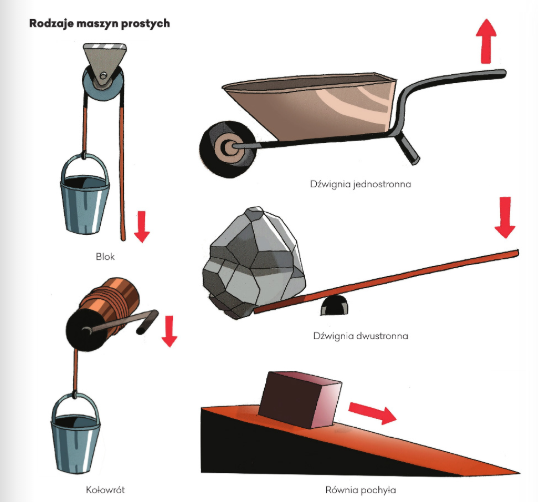 Rodzaje maszyn prostych
Dźwignia jednostronna
Blok
Dźwignia dwustronna
Kołowrót
Równia pochyła